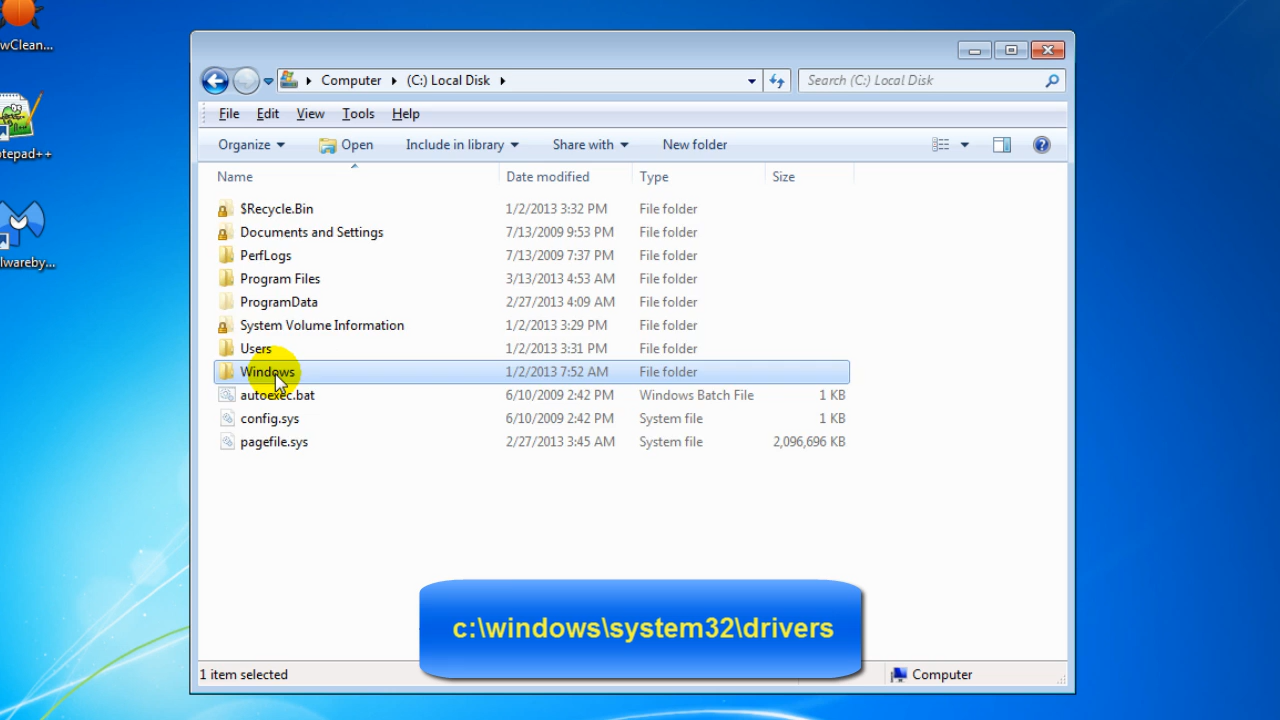 wClean...
otepad++
lwareby...
Computer (C:) Local Disk
Search (C:) Local Disk
File Edit View Tools Help
Organize Open Include in library Share with New folder
Name Date modified Type Size
$Recycle.Bin 1/2/2013 3:32 PM File folder
Documents and Settings 7/13/2009 9:53 PM File folder
PerfLogs 7/13/2009 7:37 PM File folder
Program Files 3/13/2013 4:53 AM File folder
ProgramData 2/27/2013 4:09 AM File folder
System Volume Information 1/2/2013 3:29 PM File folder
Users 1/2/2013 3:31 PM File folder
Windows 1/2/2013 7:52 AM File folder
autoexec.bat 6/10/2009 2:42 PM Windows Batch File 1 KB
config.sys 6/10/2009 2:42 PM System file 1 KB
pagefile.sys 2/27/2013 3:45 AM System file 2,096,696 KB
c:\windows\system32\drivers
1 item selected Computer